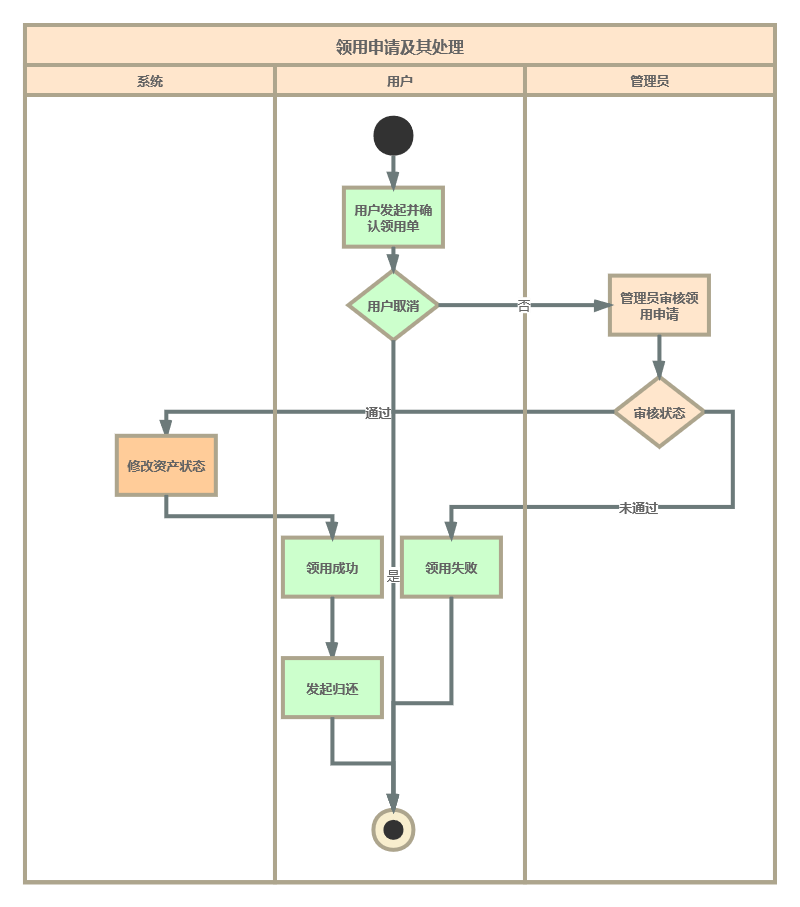 领用申请及其处理
系统
用户
管理员
用户发起并确
认领用单
用户取消
否
管理员审核领
用申请
通过
审核状态
修改资产状态
未通过
领用成功
是
领用失败
发起归还